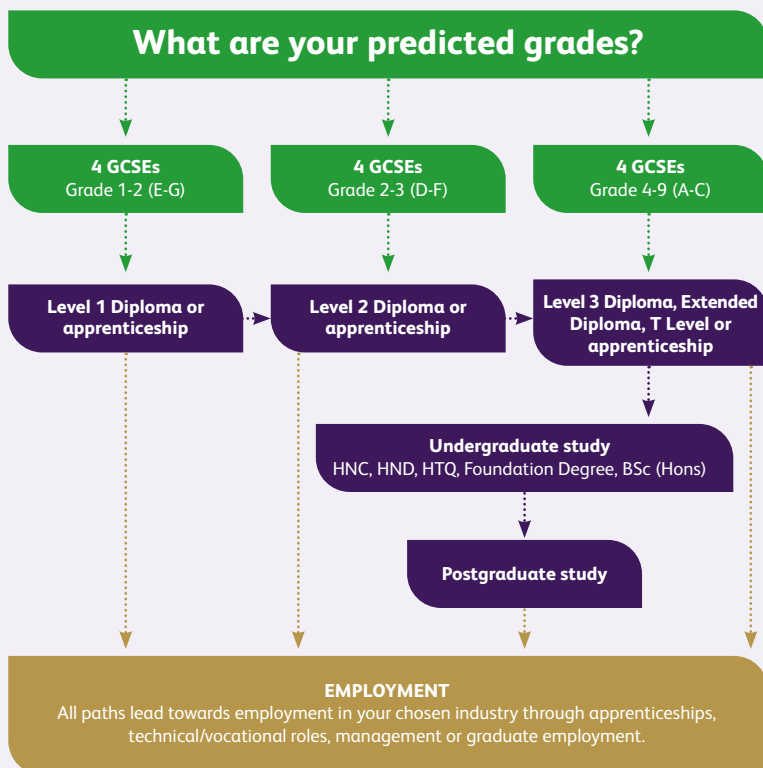 What are your predicted grades?
4 GCSEs
Grade 1-2 (E-G)
4 GCSEs
Grade 2-3 (D-F)
4 GCSEs
Grade 4-9 (A-C)
Level 1 Diploma or
apprenticeship
Level 2 Diploma or
apprenticeship
Level 3 Diploma, Extended
Diploma, T Level or
apprenticeship
Undergraduate study
HNC, HND, HTQ, Foundation Degree, BSc (Hons)
Postgraduate study
EMPLOYMENT
All paths lead towards employment in your chosen industry through apprenticeships,
technical/vocational roles, management or graduate employment.